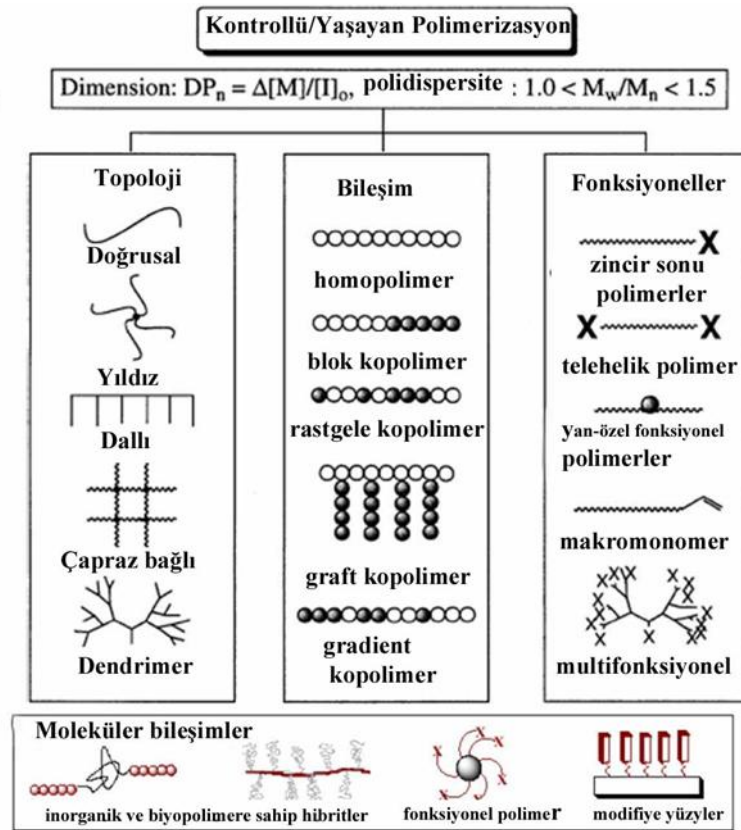 Kontrollü/Yaşayan Polimerizasyon
Dimension: DPn = Δ[M]/[I]o, polidispersite : 1.0 < Mw/Mn < 1.5
Topoloji
Doğrusal
Yıldız
Dallı
Çapraz bağlı
Dendrimer
Bileşim
homopolimer
blok kopolimer
rastgele kopolimer
graft kopolimer
gradient
kopolimer
Fonksiyoneller
X
zincir sonu
polimerler
X X
telehelik polimer
yan-özel fonksiyonel
polimerler
makromonomer
X X X X X X X X X X X X
multifonksiyonel
Moleküler bileşimler
X X X X X
inorganik ve biyopolimere sahip hibritler
fonksiyonel polimer
modifiye yüzyler